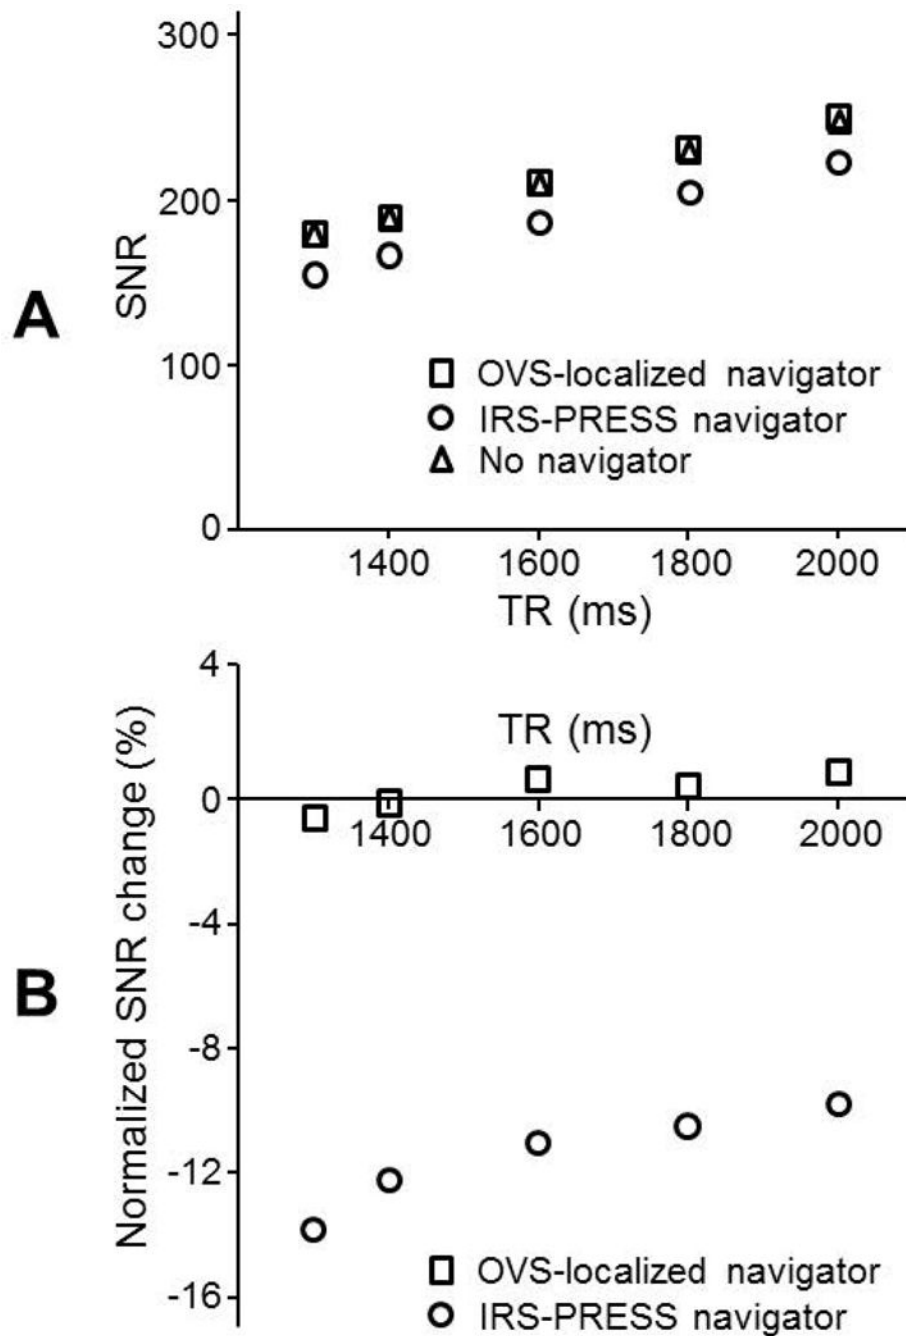 A
SNR
300
200
100
0
OVS-localized navigator
IRS-PRESS navigator
No navigator
1400 1600 1800 2000
TR (ms)
B
Normalized SNR change (%)
4
TR (ms)
0
1400 1600 1800 2000
-4
-8
-12
-16
OVS-localized navigator
IRS-PRESS navigator